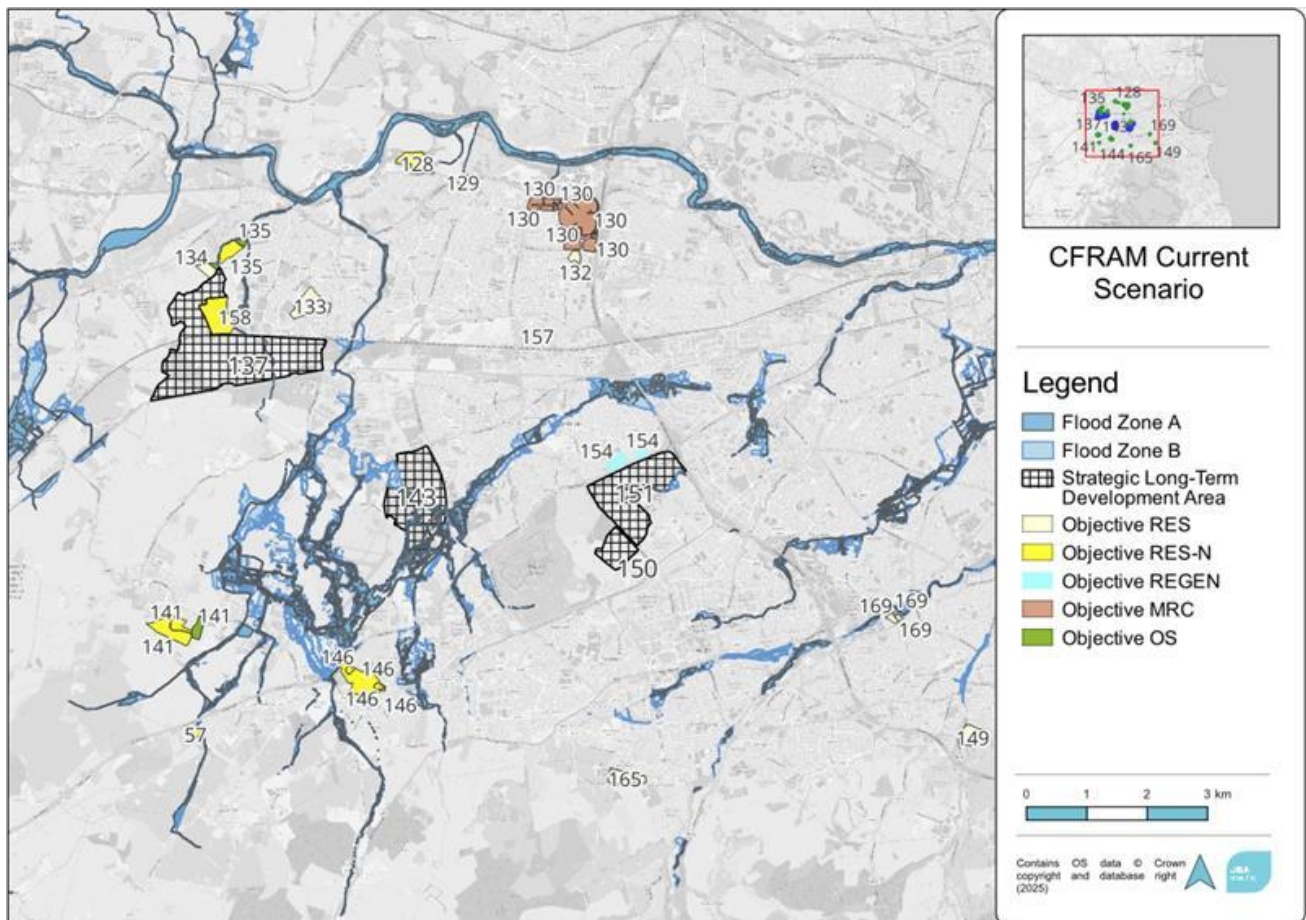 128
129
130 130
130 130
130
130
132
135
134
135
133
158
157
137
154
154
143
151
150
141 141
141
146
146
146
146
57
169
169
169
149
165
128
135
137
169
141
144
165
149
CFRAM Current
Scenario
Legend
Flood Zone A
Flood Zone B
Strategic Long-Term
Development Area
Objective RES
Objective RES-N
Objective REGEN
Objective MRC
Objective OS
0 1 2 3 km
Contains OS data © Crown
copyright and database right
(2025)
JBA